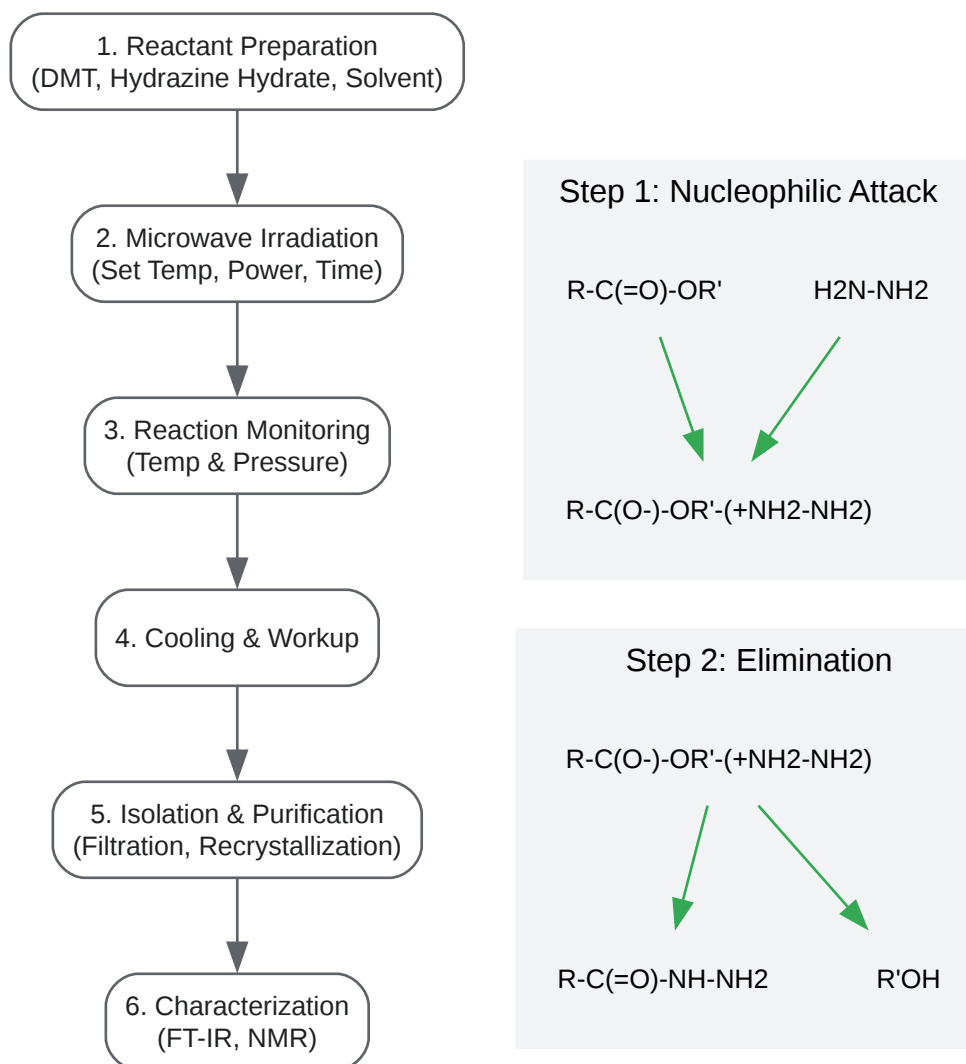 1. Reactant Preparation
(DMT, Hydrazine Hydrate, Solvent)
2. Microwave Irradiation
(Set Temp, Power, Time)
3. Reaction Monitoring
(Temp & Pressure)
4. Cooling & Workup
5. Isolation & Purification
(Filtration, Recrystallization)
6. Characterization
(FT-IR, NMR)
Step 1: Nucleophilic Attack
R-C(=O)-OR'
H2N-NH2
R-C(O-)-OR'-(+NH2-NH2)
Step 2: Elimination
R-C(O-)-OR'-(+NH2-NH2)
R-C(=O)-NH-NH2
R'OH